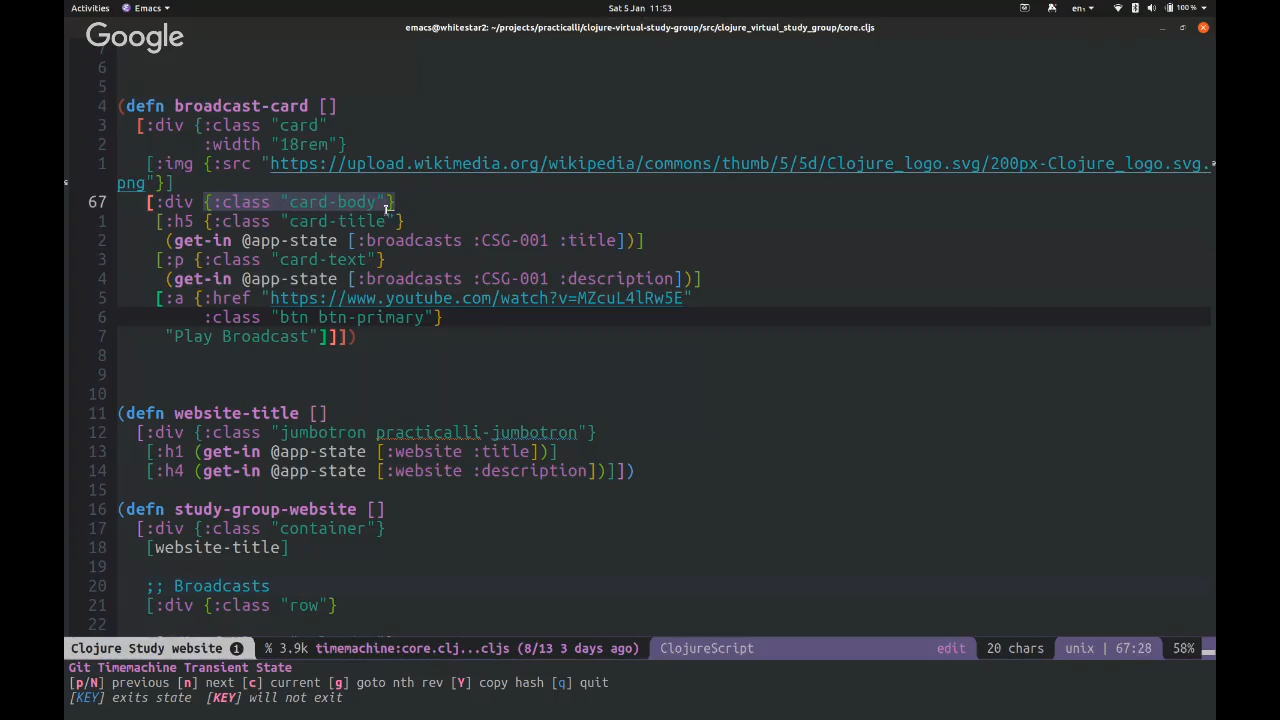 Activities Emacs Sat 5 Jan 11:53 en₁ 100 %
emacs@whitestar2: ~/projects/practicalli/clojure-virtual-study-group/src/clojure_virtual_study_group/core.cljs
Google
7
6
5
4 (defn broadcast-card []
3 [:div {:class "card"
2 :width "18rem"}
1 [:img {:src "https://upload.wikimedia.org/wikipedia/commons/thumb/5/5d/Clojure_logo.svg/200px-Clojure_logo.svg.
png"}]
67 [:div {:class "card-body"}
1 [:h5 {:class "card-title"}
2 (get-in @app-state [:broadcasts :CSG-001 :title])]
3 [:p {:class "card-text"}
4 (get-in @app-state [:broadcasts :CSG-001 :description])]
5 [:a {:href "https://www.youtube.com/watch?v=MZcuL4lRw5E"
6 :class "btn btn-primary"}
7 "Play Broadcast"]]])
8
9
10
11 (defn website-title []
12 [:div {:class "jumbotron practicalli-jumbotron"}
13 [:h1 (get-in @app-state [:website :title])]
14 [:h4 (get-in @app-state [:website :description])]])
15
16 (defn study-group-website []
17 [:div {:class "container"}
18 [website-title]
19
20 ;; Broadcasts
21 [:div {:class "row"}
22
Clojure Study website 1 % 3.9k timemachine:core.clj...cljs (8/13 3 days ago) ClojureScript edit 20 chars unix | 67:28 58%
Git Timemachine Transient State
[p/N] previous [n] next [c] current [g] goto nth rev [Y] copy hash [q] quit
[KEY] exits state [KEY] will not exit